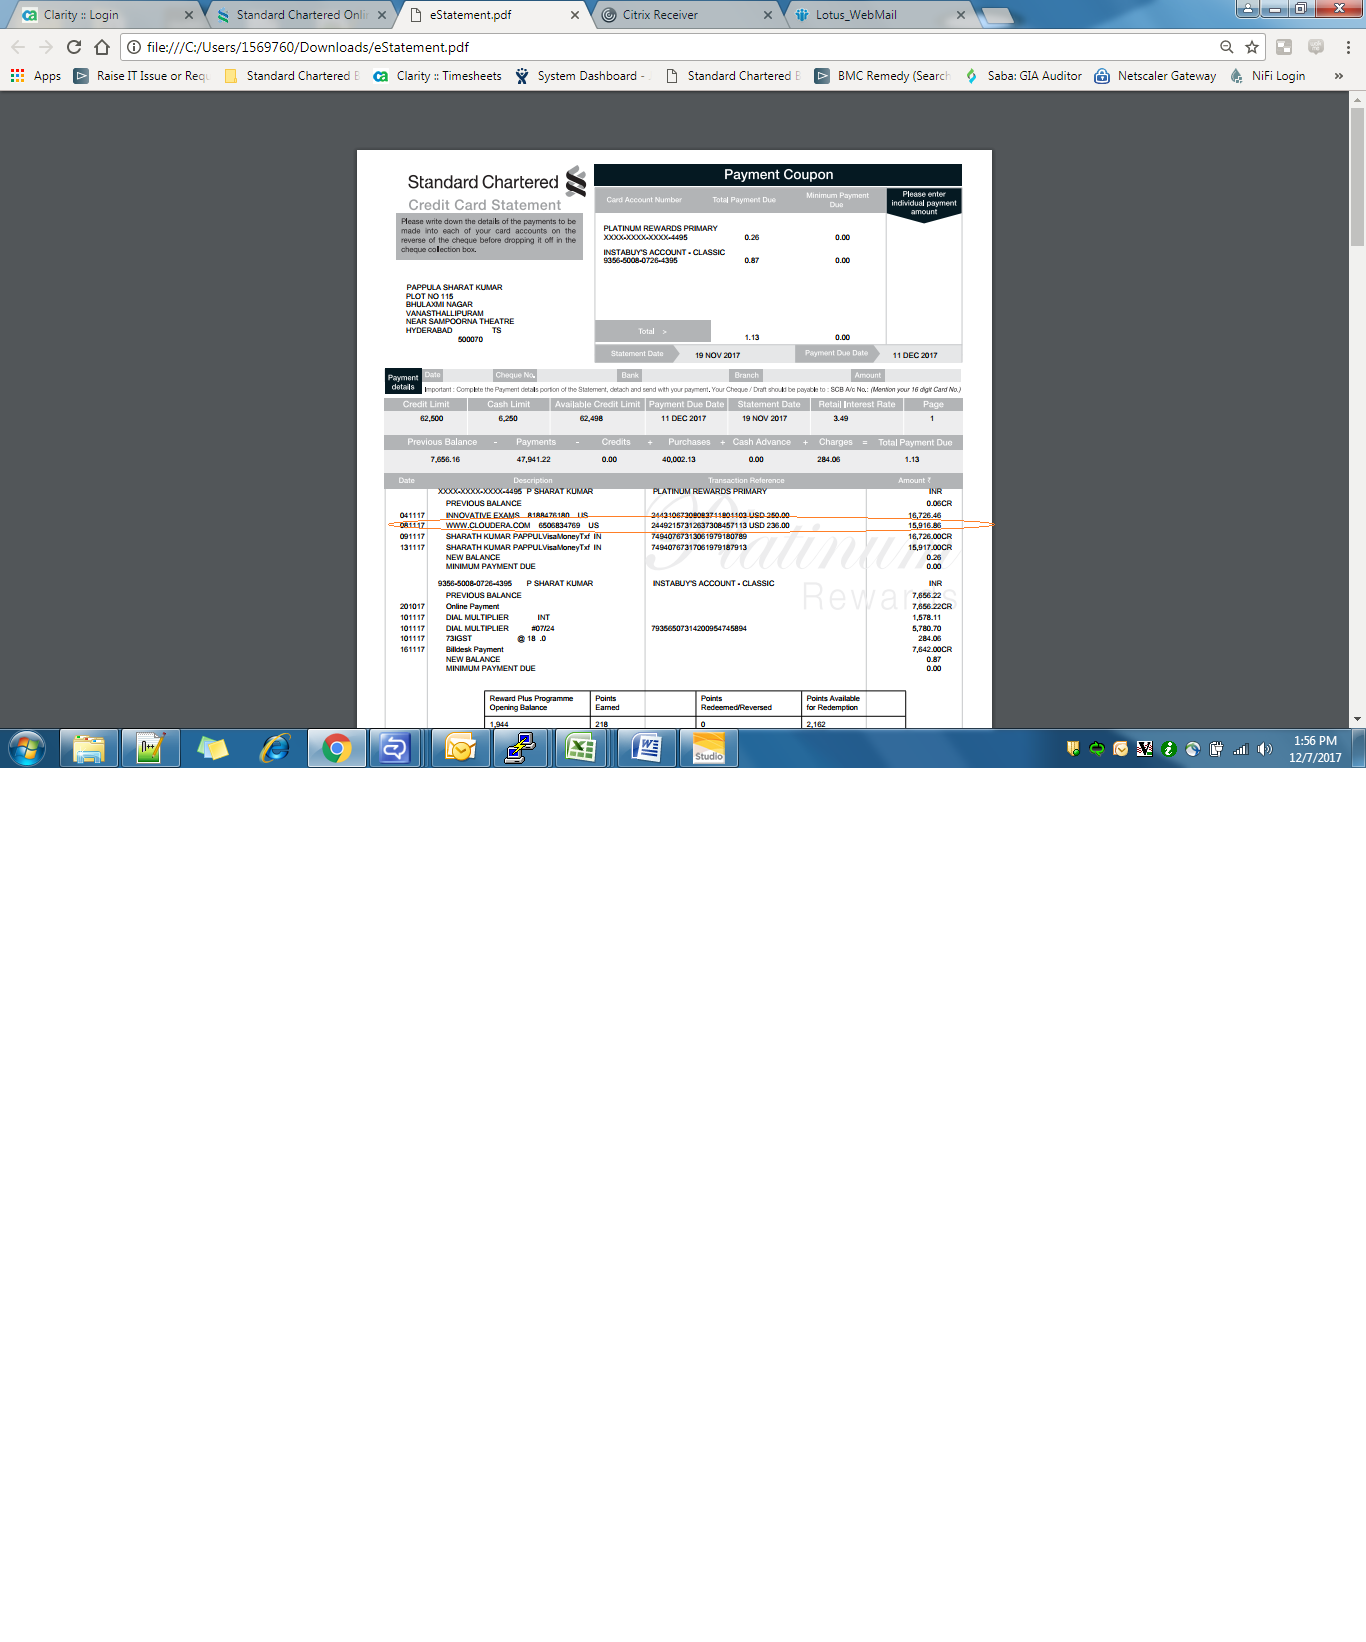 Clarity :: Login
Standard Chartered Onli
eStatement.pdf
Citrix Receiver
Lotus_WebMail
file:///C:/Users/1569760/Downloads/eStatement.pdf
Apps
Raise IT Issue or Requ
Standard Chartered B
Clarity :: Timesheets
System Dashboard -
Standard Chartered B
BMC Remedy (Search
Saba: GIA Auditor
Netscaler Gateway
NiFi Login
»
Standard Chartered
Credit Card Statement
Please write down the details of the payments to be
made into each of your card accounts on the
reverse of the cheque before dropping it off in the
cheque collection box.
Payment Coupon
Card Account Number Total Payment Due Minimum Payment Due
Please enter
individual payment
amount
PLATINUM REWARDS PRIMARY
XXXX-XXXX-XXXX-4495 0.26 0.00
INSTABUY'S ACCOUNT - CLASSIC
9356-5008-0726-4395 0.87 0.00
PAPPULA SHARAT KUMAR
PLOT NO 115
BHULAXMI NAGAR
VANASTHALLIPURAM
NEAR SAMPOORNA THEATRE
HYDERABAD TS
500070
Total > 1.13 0.00
Statement Date 19 NOV 2017 Payment Due Date 11 DEC 2017
Payment details
Date Cheque No. Bank Branch Amount
Important : Complete the Payment details portion of the Statement, detach and send with your payment. Your Cheque / Draft should be payable to : SCB A/c No.: (Mention your 16 digit Card No.)
Credit Limit Cash Limit Available Credit Limit Payment Due Date Statement Date Retail Interest Rate Page
62,500 6,250 62,498 11 DEC 2017 19 NOV 2017 3.49 1
Previous Balance - Payments - Credits + Purchases + Cash Advance + Charges = Total Payment Due
7,656.16 47,941.22 0.00 40,002.13 0.00 284.06 1.13
Date Description Transaction Reference Amount ₹
XXXX-XXXX-XXXX-4495 P SHARAT KUMAR PLATINUM REWARDS PRIMARY INR
PREVIOUS BALANCE 0.06CR
041117 INNOVATIVE EXAMS 8188476180 US USD 250.00 16,726.46
081117 WWW.CLOUDERA.COM 6506834769 US 24492157312637308457113 USD 236.00 15,916.86
091117 SHARATH KUMAR PAPPULVisaMoneyTxf IN 74940767313061979180789 16,726.00CR
131117 SHARATH KUMAR PAPPULVisaMoneyTxf IN 74940767317061979187913 15,917.00CR
NEW BALANCE 0.26
MINIMUM PAYMENT DUE 0.00
Platinum
Rewards
9356-5008-0726-4395 P SHARAT KUMAR INSTABUY'S ACCOUNT - CLASSIC INR
PREVIOUS BALANCE 7,656.22
201017 Online Payment 7,656.22CR
101117 DIAL MULTIPLIER INT 1,578.11
101117 DIAL MULTIPLIER #07/24 79356507314200954745894 5,780.70
101117 73IGST @ 18 .0 284.06
161117 Billdesk Payment 7,642.00CR
NEW BALANCE 0.87
MINIMUM PAYMENT DUE 0.00
Reward Plus Programme Opening Balance Points Earned Points Redeemed/Reversed Points Available for Redemption
1,944 218 0 2,162
Studio
1:56 PM
12/7/2017